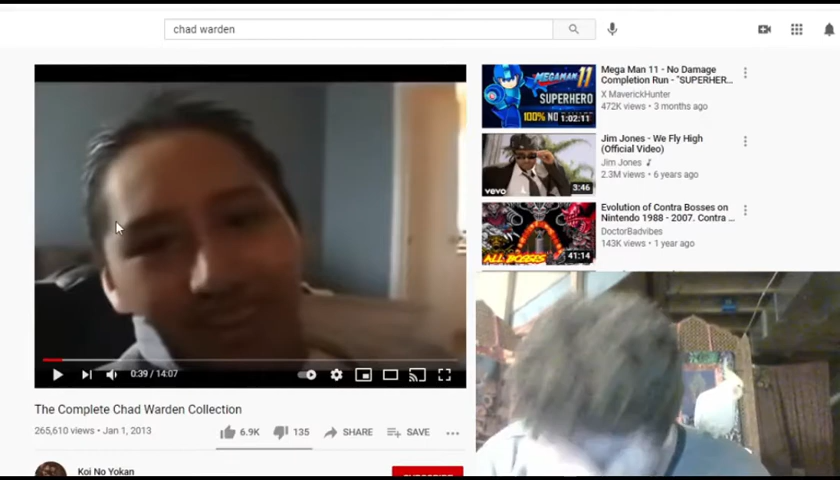 chad warden
MEGAMAN 11
SUPERHERO
1:02:11
Mega Man 11 - No Damage
Completion Run - "SUPERHER...
X MaverickHunter
472K views • 3 months ago
vevo
3:46
Jim Jones - We Fly High
(Official Video)
Jim Jones
2.3M views • 6 years ago
ALL BOSSES
41:14
Evolution of Contra Bosses on
Nintendo 1988 - 2007. Contra ...
DoctorBadvibes
143K views • 1 year ago
0:39 / 14:07
The Complete Chad Warden Collection
265,610 views • Jan 1, 2013
6.9K
135
SHARE
SAVE
Koi No Yokan